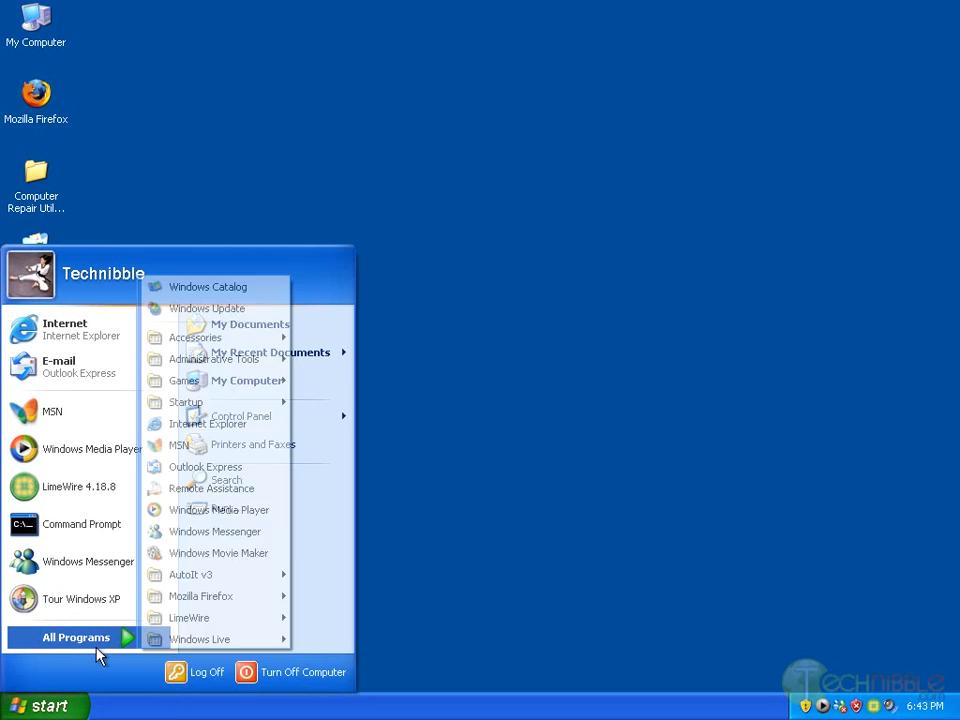 My Computer
Mozilla Firefox
Computer
Repair Util...
Technibble
Internet
Internet Explorer
E-mail
Outlook Express
MSN
Windows Media Player
LimeWire 4.18.8
C:\_
Command Prompt
Windows Messenger
Tour Windows XP
All Programs
Windows Catalog
Windows Update
Accessories
Administrative Tools
Games
Startup
Internet Explorer
MSN
Outlook Express
Remote Assistance
Windows Media Player
Windows Messenger
Windows Movie Maker
AutoIt v3
Mozilla Firefox
LimeWire
Windows Live
My Documents
My Recent Documents
My Computer
Control Panel
Printers and Faxes
Search
Log Off
Turn Off Computer
start
Technibble
.com
6:43 PM